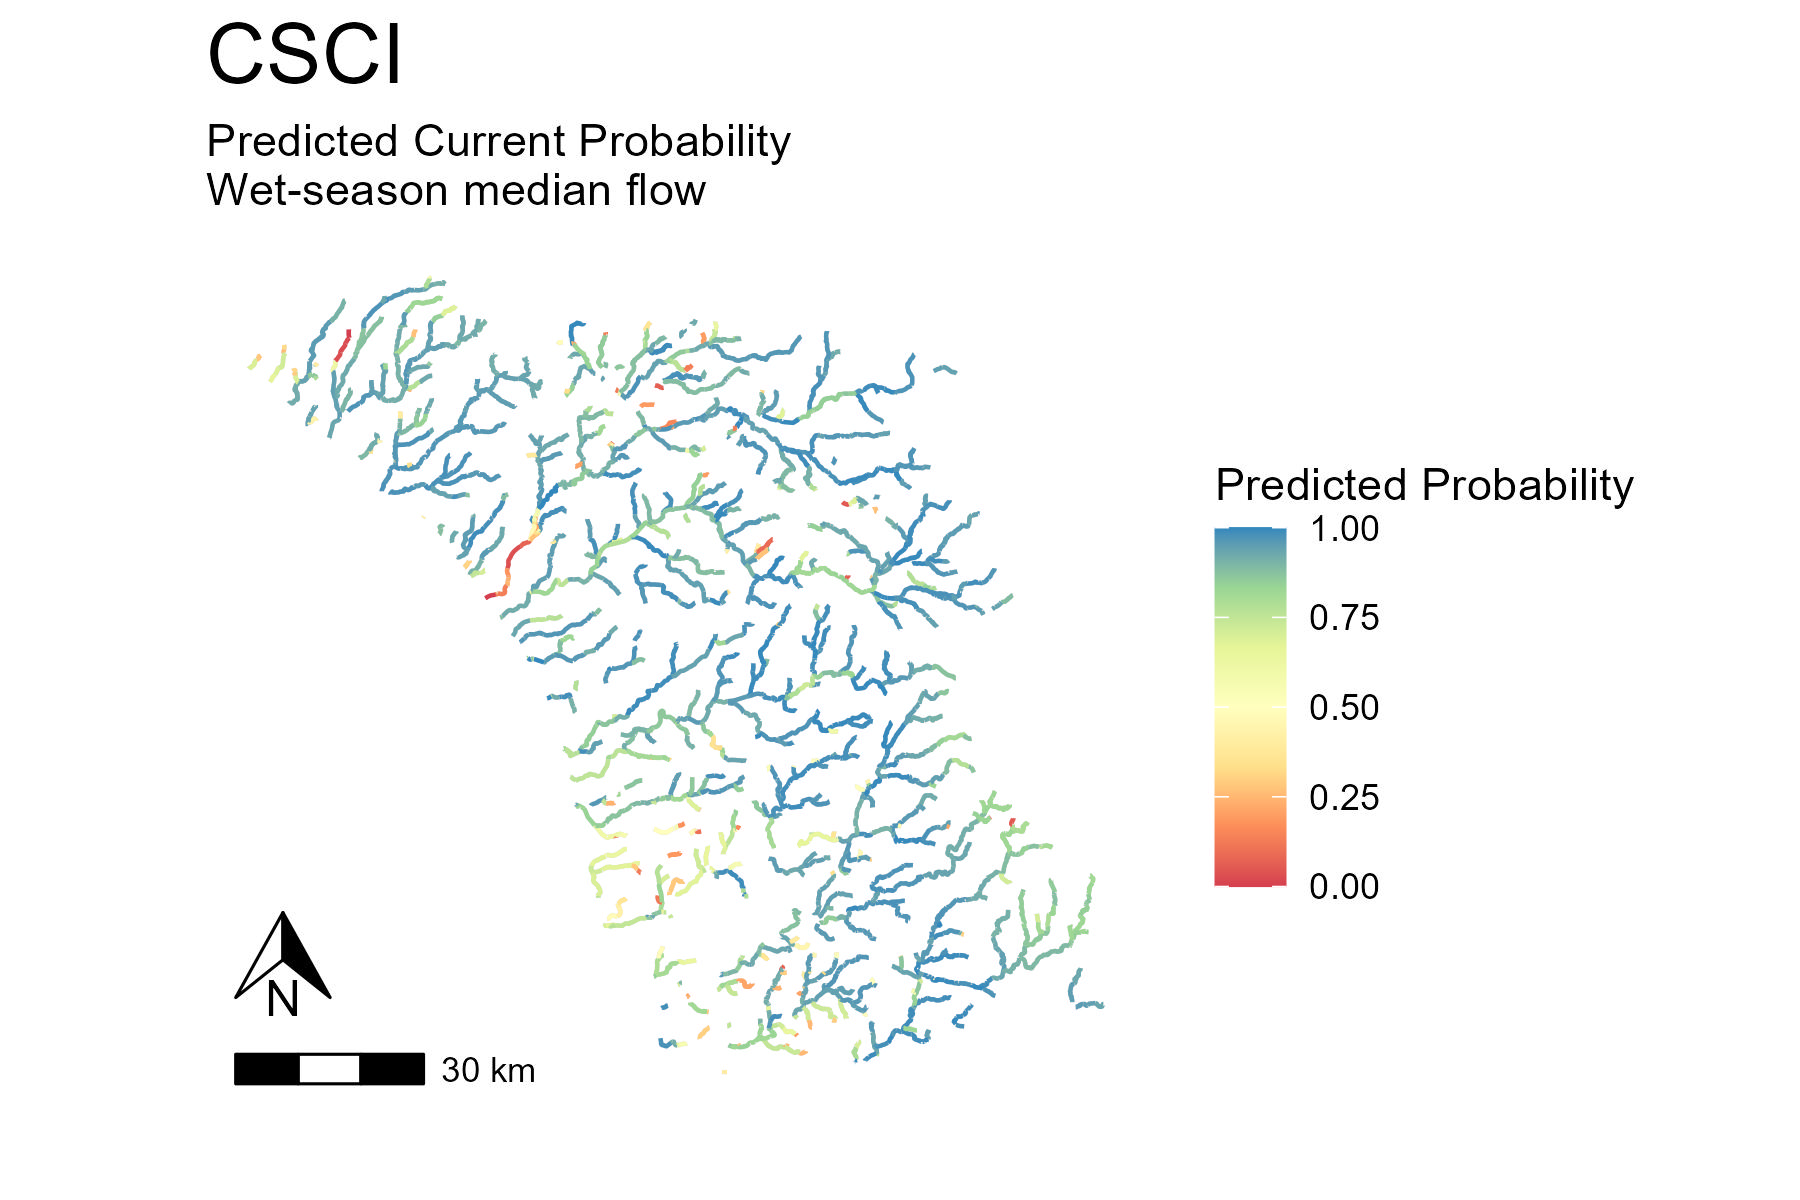 CSCI
Predicted Current Probability
Wet-season median flow
Predicted Probability
1.00
0.75
0.50
0.25
0.00
N
30 km